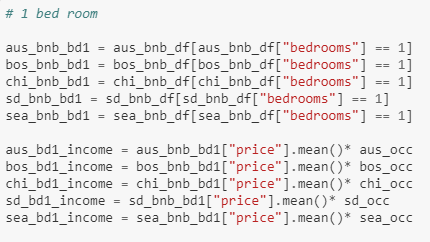 # 1 bed room
aus_bnb_bd1 = aus_bnb_df[aus_bnb_df["bedrooms"] == 1]
bos_bnb_bd1 = bos_bnb_df[bos_bnb_df["bedrooms"] == 1]
chi_bnb_bd1 = chi_bnb_df[chi_bnb_df["bedrooms"] == 1]
sd_bnb_bd1 = sd_bnb_df[sd_bnb_df["bedrooms"] == 1]
sea_bnb_bd1 = sea_bnb_df[sea_bnb_df["bedrooms"] == 1]
aus_bd1_income = aus_bnb_bd1["price"].mean()* aus_occ
bos_bd1_income = bos_bnb_bd1["price"].mean()* bos_occ
chi_bd1_income = chi_bnb_bd1["price"].mean()* chi_occ
sd_bd1_income = sd_bnb_bd1["price"].mean()* sd_occ
sea_bd1_income = sea_bnb_bd1["price"].mean()* sea_occ